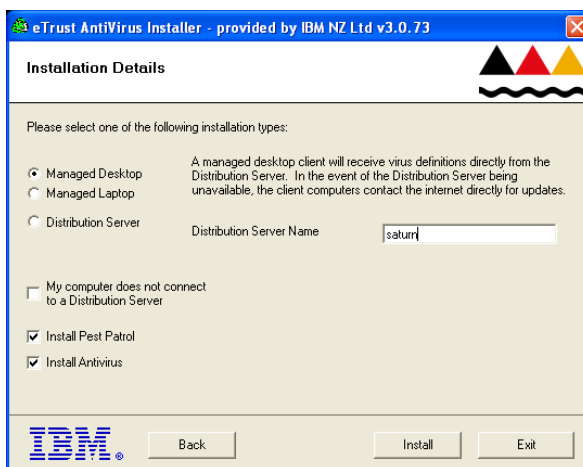 eTrust AntiVirus Installer - provided by IBM NZ Ltd v3.0.73
Installation Details
Please select one of the following installation types:
Managed Desktop
Managed Laptop
Distribution Server
A managed desktop client will receive virus definitions directly from the
Distribution Server. In the event of the Distribution Server being
unavailable, the client computers contact the internet directly for updates.
Distribution Server Name
saturn
My computer does not connect
to a Distribution Server
Install Pest Patrol
Install Antivirus
IBM®
Back
Install
Exit